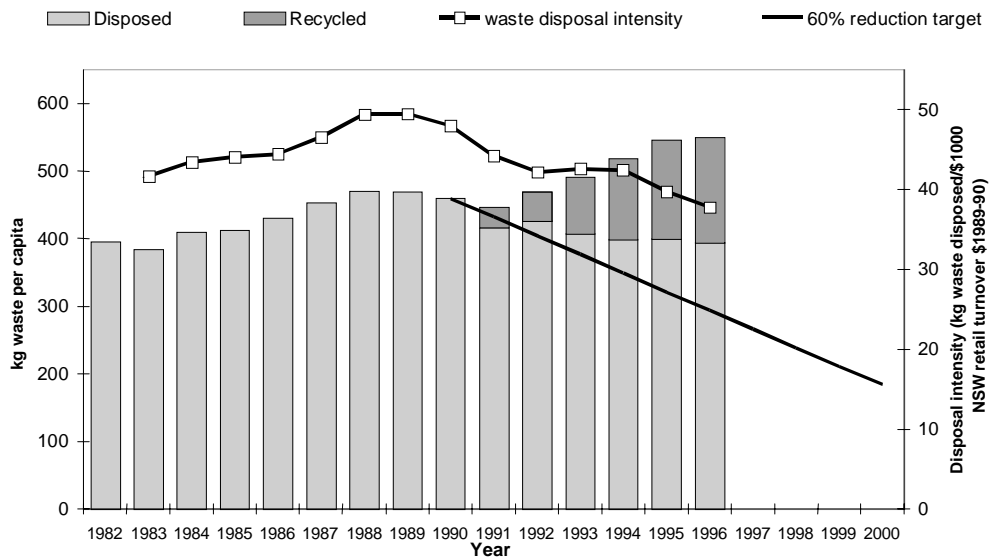 Disposed Recycled waste disposal intensity 60% reduction target
kg waste per capita
600
500
400
300
200
100
0
50
40
30
20
10
0
Disposal intensity (kg waste disposed/$1000
NSW retail turnover $1989-90)
1982 1983 1984 1985 1986 1987 1988 1989 1990 1991 1992 1993 1994 1995 1996 1997 1998 1999 2000
Year